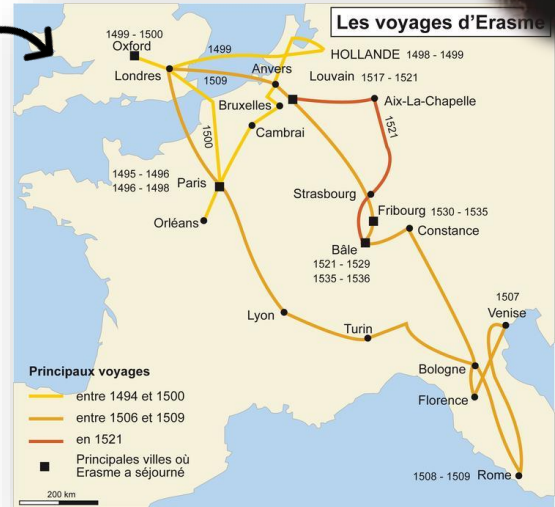 Les voyages d'Erasme
1499 - 1500
Oxford
1499
HOLLANDE 1498 - 1499
Londres
Anvers
1509
Louvain 1517 - 1521
Bruxelles
Aix-La-Chapelle
1500
Cambrai
1521
1495 - 1496
1496 - 1498
Paris
Strasbourg
Orléans
Fribourg 1530 - 1535
Constance
Bâle
1521 - 1529
1535 - 1536
1507
Venise
Lyon
Turin
Bologne
Florence
1508 - 1509
Rome
Principaux voyages
entre 1494 et 1500
entre 1506 et 1509
en 1521
Principales villes où
Erasme a séjourné
200 km